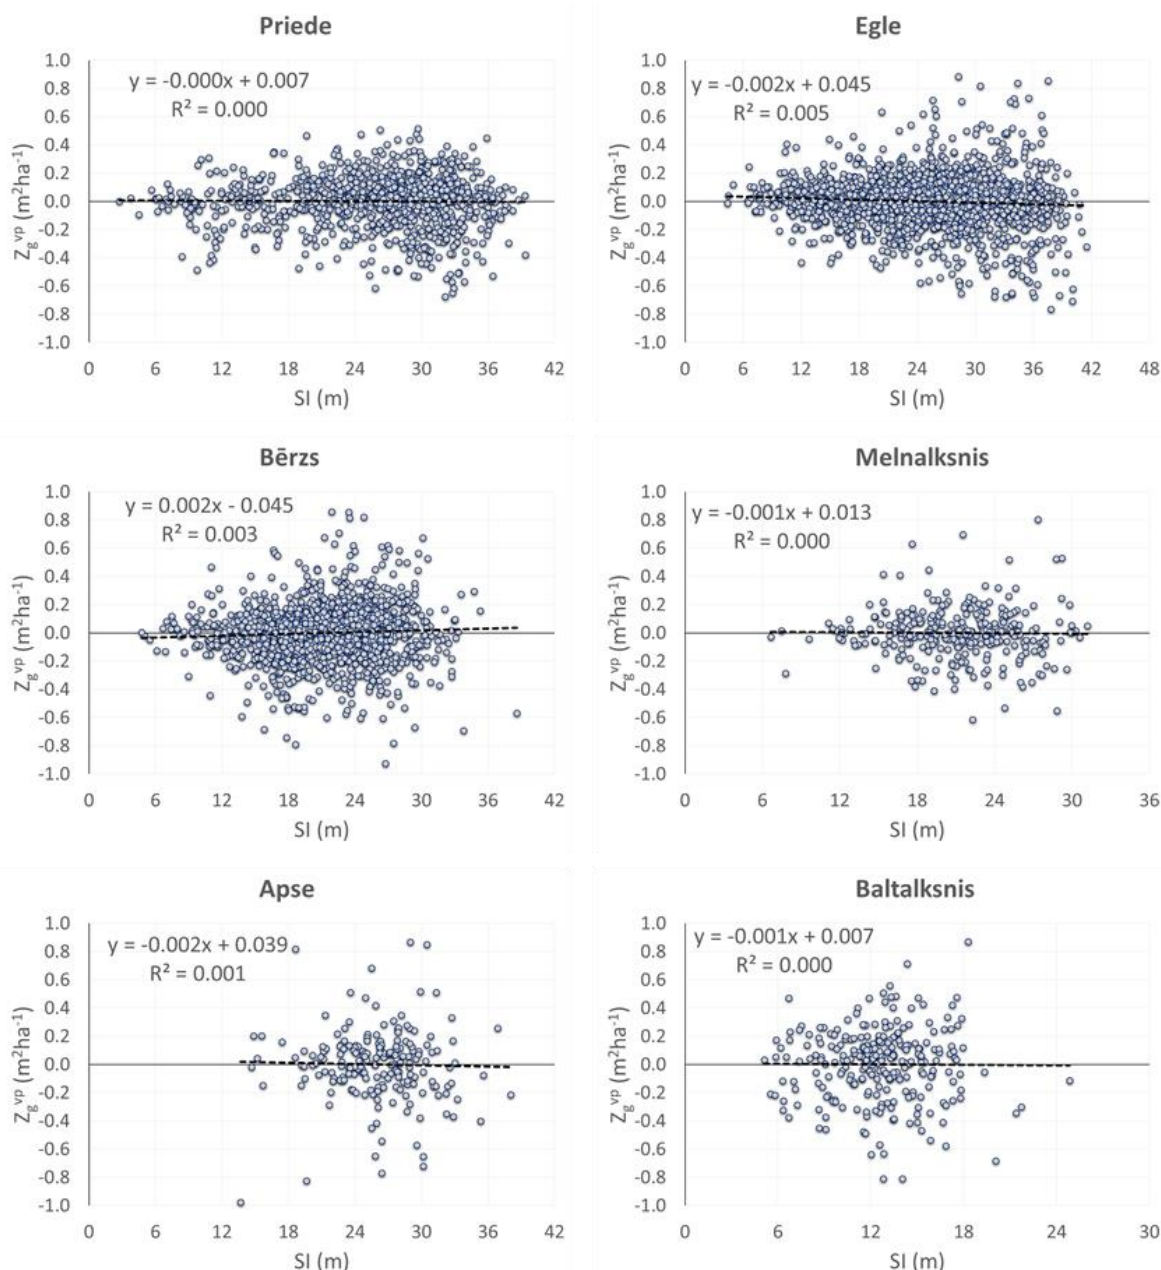 Priede
y = -0.000x + 0.007
R² = 0.000
1.0
0.8
0.6
0.4
0.2
0.0
-0.2
-0.4
-0.6
-0.8
-1.0
Zgvp (m²ha⁻¹)
0 6 12 18 24 30 36 42
SI (m)
Egle
y = -0.002x + 0.045
R² = 0.005
1.0
0.8
0.6
0.4
0.2
0.0
-0.2
-0.4
-0.6
-0.8
-1.0
Zgvp (m²ha⁻¹)
0 6 12 18 24 30 36 42 48
SI (m)
Bērzs
y = 0.002x - 0.045
R² = 0.003
1.0
0.8
0.6
0.4
0.2
0.0
-0.2
-0.4
-0.6
-0.8
-1.0
Zgvp (m²ha⁻¹)
0 6 12 18 24 30 36 42
SI (m)
Melnalksnis
y = -0.001x + 0.013
R² = 0.000
1.0
0.8
0.6
0.4
0.2
0.0
-0.2
-0.4
-0.6
-0.8
-1.0
Zgvp (m²ha⁻¹)
0 6 12 18 24 30 36
SI (m)
Apse
y = -0.002x + 0.039
R² = 0.001
1.0
0.8
0.6
0.4
0.2
0.0
-0.2
-0.4
-0.6
-0.8
-1.0
Zgvp (m²ha⁻¹)
0 6 12 18 24 30 36 42
SI (m)
Baltalksnis
y = -0.001x + 0.007
R² = 0.000
1.0
0.8
0.6
0.4
0.2
0.0
-0.2
-0.4
-0.6
-0.8
-1.0
Zgvp (m²ha⁻¹)
0 6 12 18 24 30
SI (m)